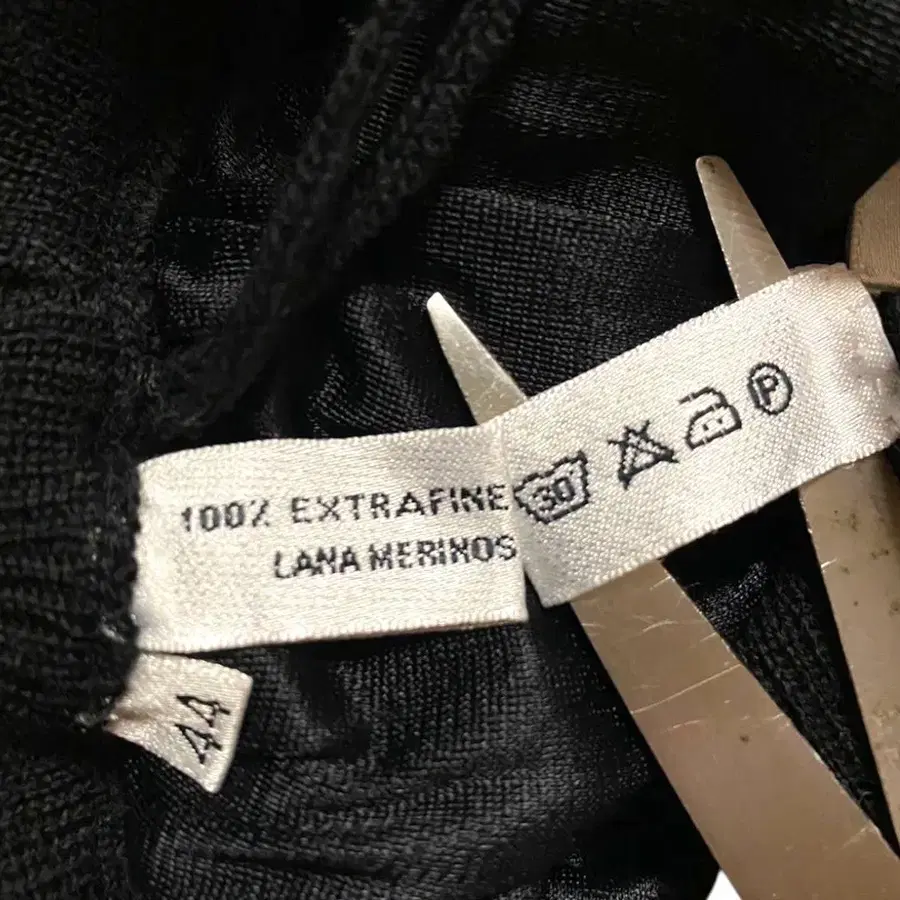 100% EXTRAFINE
LANA MERINOS
30°
P
44